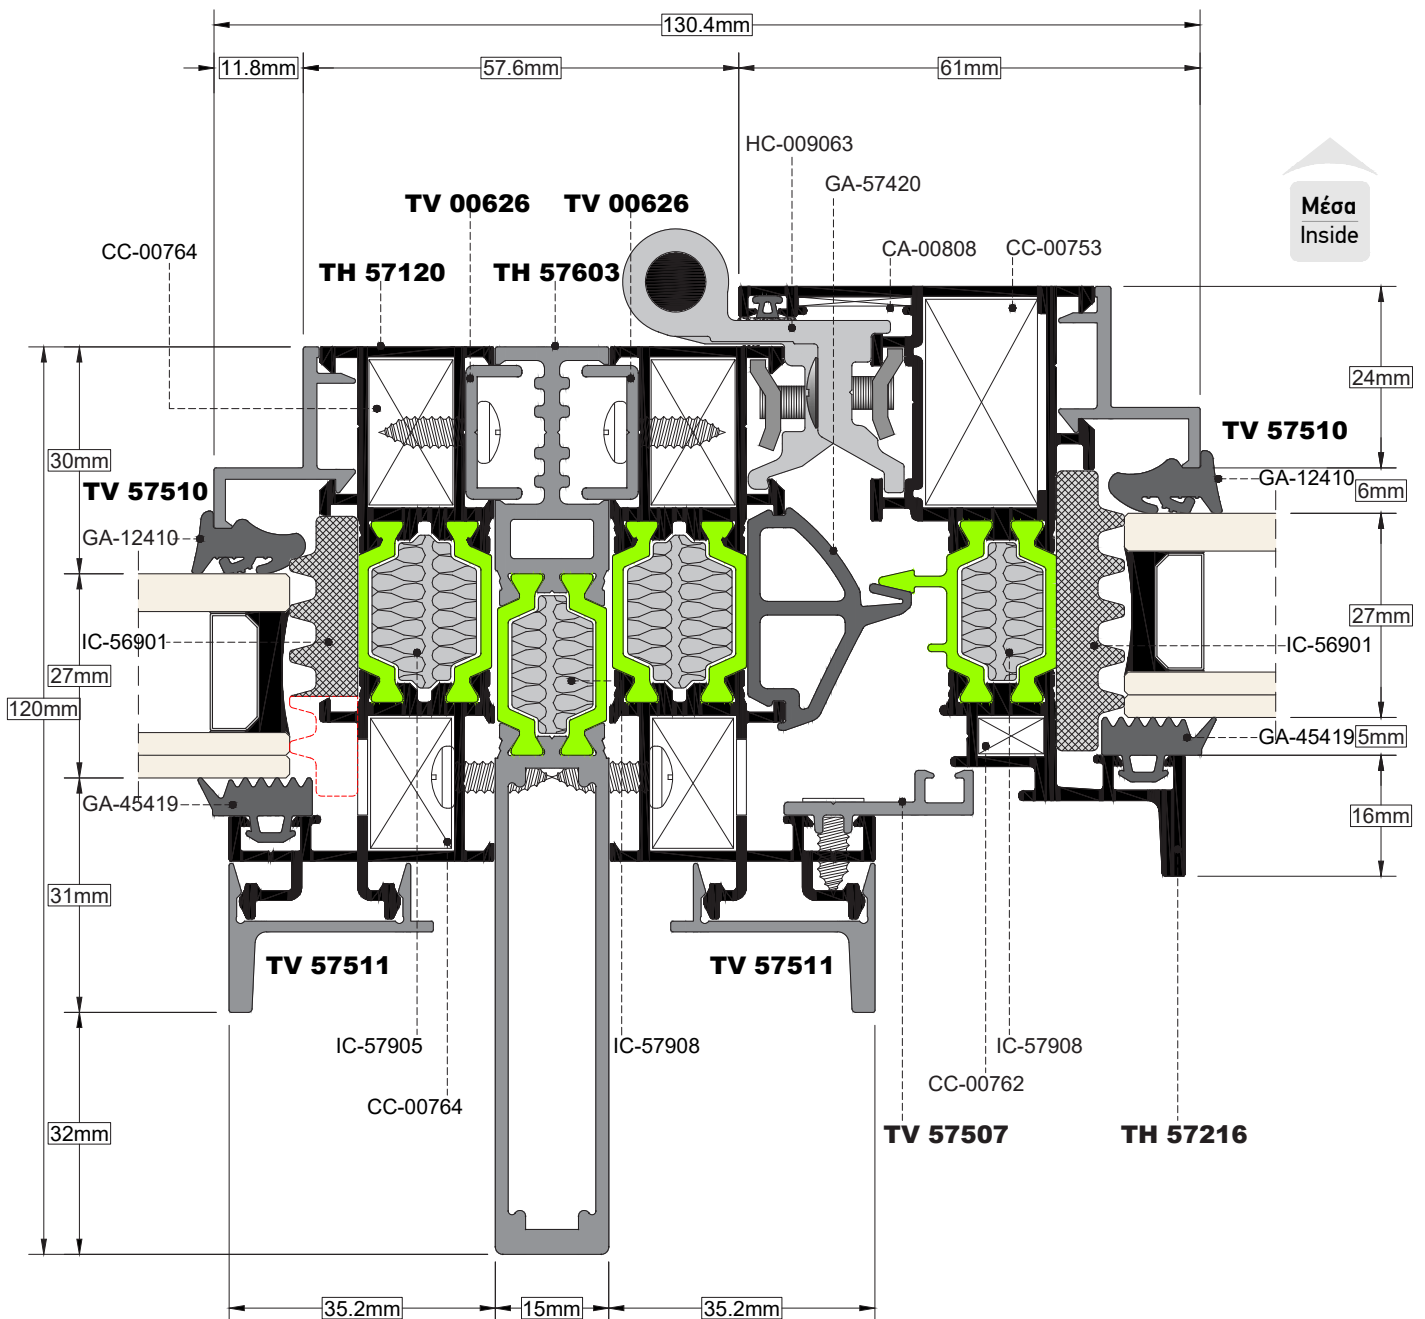 130.4mm
11.8mm
57.6mm
61mm
HC-009063
GA-57420
Μέσα
Inside
TV 00626
TV 00626
CC-00764
CA-00808
CC-00753
TH 57120
TH 57603
24mm
TV 57510
30mm
TV 57510
GA-12410
6mm
GA-12410
27mm
IC-56901
IC-56901
27mm
120mm
GA-45419
5mm
GA-45419
16mm
31mm
TV 57511
TV 57511
IC-57905
IC-57908
IC-57908
CC-00762
CC-00764
32mm
TV 57507
TH 57216
35.2mm
15mm
35.2mm